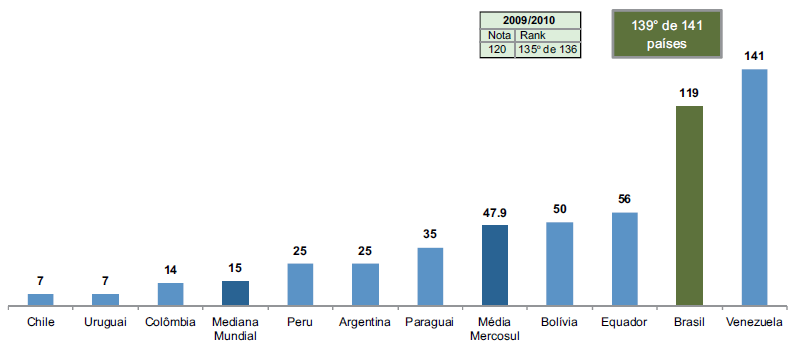 2009/2010
Nota Rank
120 135º de 136
139° de 141
países
141
119
56
50
47.9
35
25
25
15
14
7
7
Chile
Uruguai
Colômbia
Mediana
Mundial
Peru
Argentina
Paraguai
Média
Mercosul
Bolívia
Equador
Brasil
Venezuela